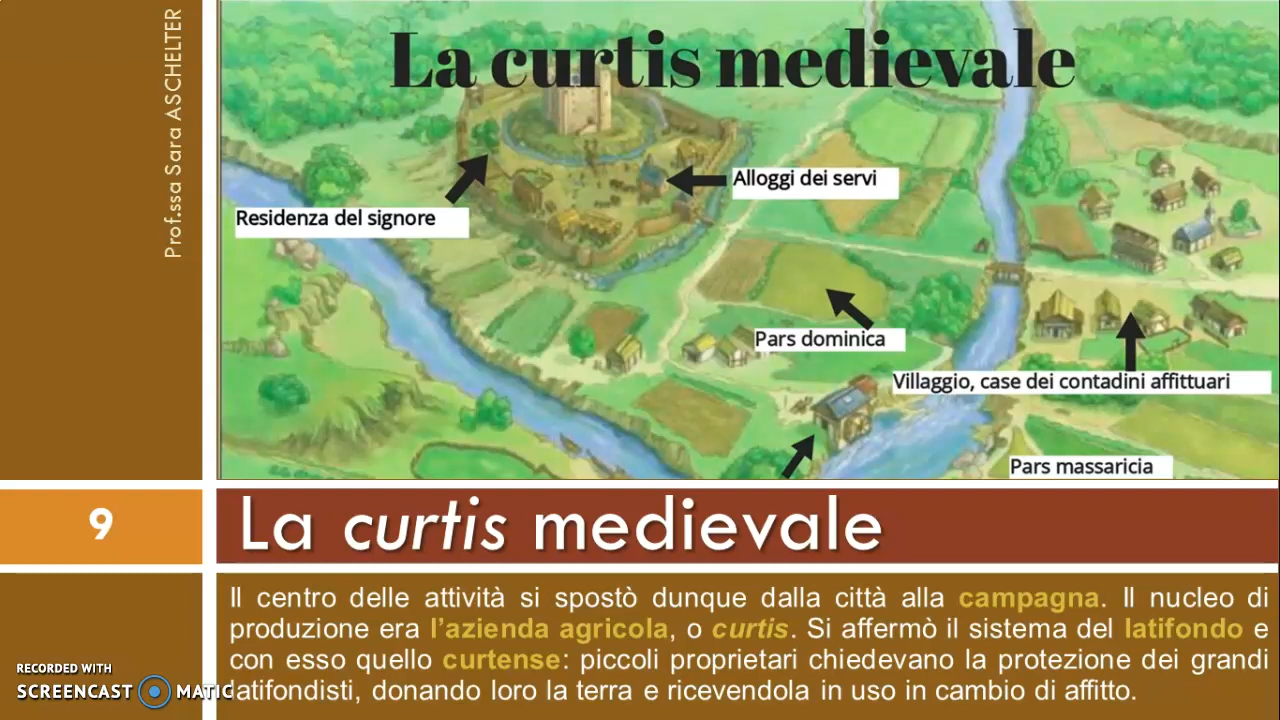 Prof.ssa Sara ASCHELTER
La curtis medievale
Alloggi dei servi
Residenza del signore
Pars dominica
Villaggio, case dei contadini affittuari
Pars massaricia
9
La curtis medievale
Il centro delle attività si spostò dunque dalla città alla campagna. Il nucleo di
produzione era l'azienda agricola, o curtis. Si affermò il sistema del latifondo e
con esso quello curtense: piccoli proprietari chiedevano la protezione dei grandi
latifondisti, donando loro la terra e ricevendola in uso in cambio di affitto.
RECORDED WITH
SCREENCAST MATIC